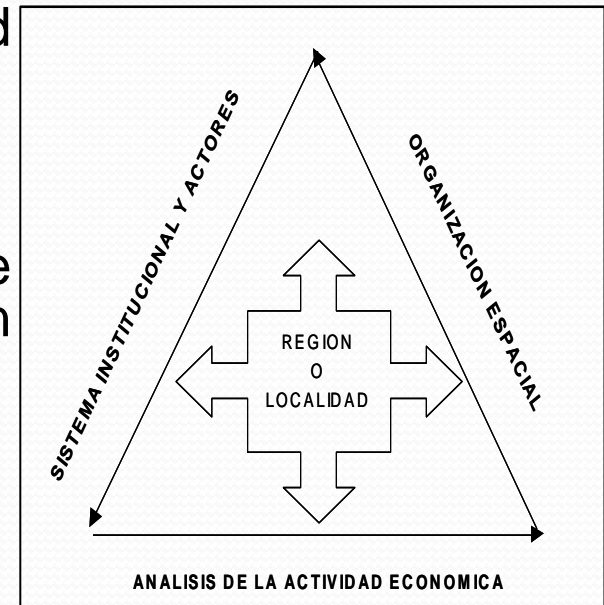 d
e
n
SISTEMA INSTITUCIONAL Y ACTORES
ORGANIZACION ESPACIAL
REGION
O
LOCALIDAD
ANALISIS DE LA ACTIVIDAD ECONOMICA